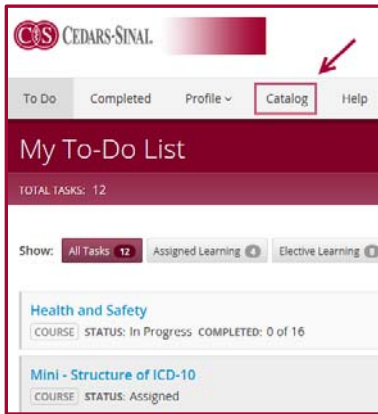 CEDARS-SINAI.
To Do Completed Profile Catalog Help
My To-Do List
TOTAL TASKS: 12
Show: All Tasks 12 Assigned Learning 4 Elective Learning 8
Health and Safety
COURSE STATUS: In Progress COMPLETED: 0 of 16
Mini - Structure of ICD-10
COURSE STATUS: Assigned